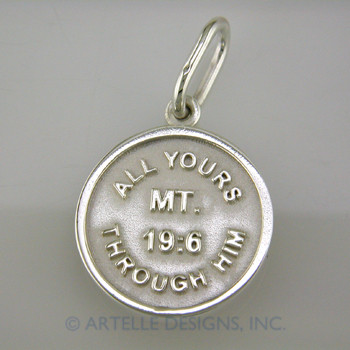 ALL YOURS
MT.
19:6
THROUGH HIM
© ARTELLE DESIGNS, INC.